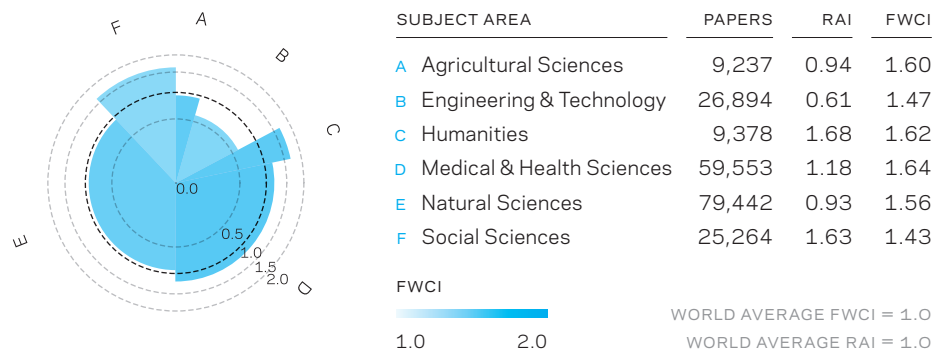 A
B
C
D
E
F
0.0
0.5
1.0
1.5
2.0
SUBJECT AREA PAPERS RAI FWCI
A Agricultural Sciences 9,237 0.94 1.60
B Engineering & Technology 26,894 0.61 1.47
C Humanities 9,378 1.68 1.62
D Medical & Health Sciences 59,553 1.18 1.64
E Natural Sciences 79,442 0.93 1.56
F Social Sciences 25,264 1.63 1.43
FWCI
1.0 2.0
WORLD AVERAGE FWCI = 1.0
WORLD AVERAGE RAI = 1.0